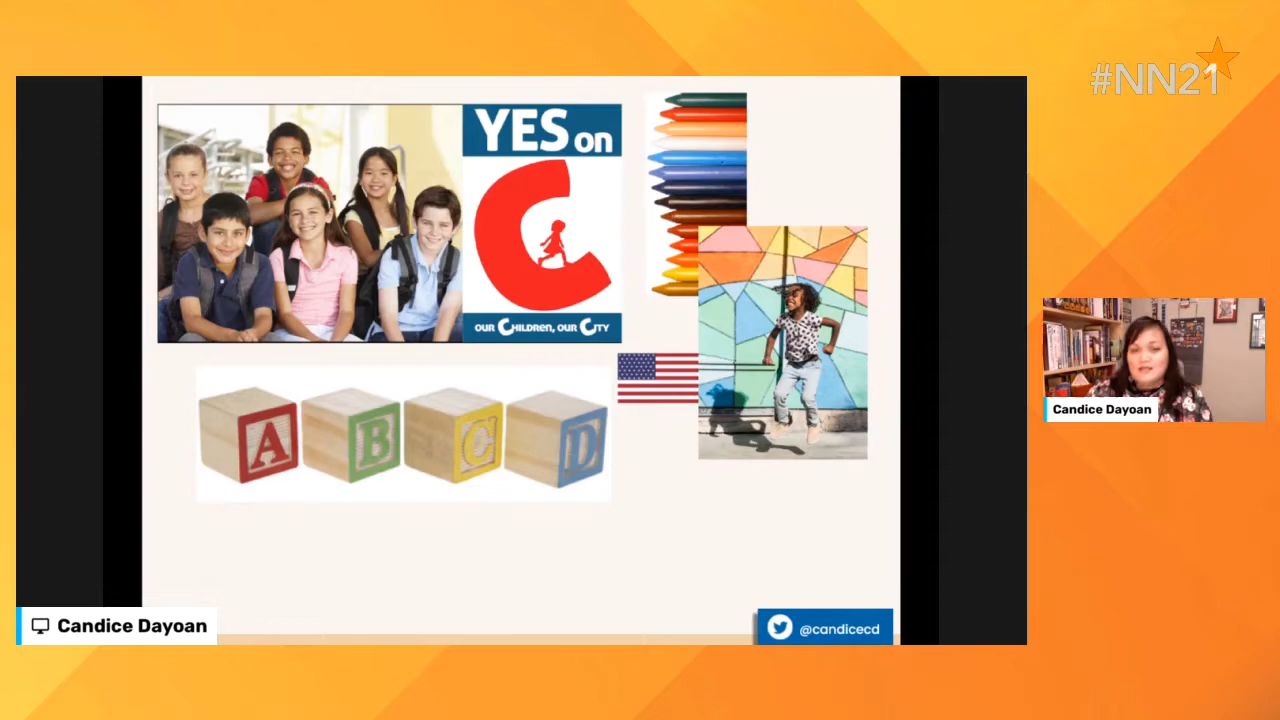 #NN21
YES on
C
OUR CHILDREN, OUR CITY
A B C D
Candice Dayoan
@candicecd
Candice Dayoan